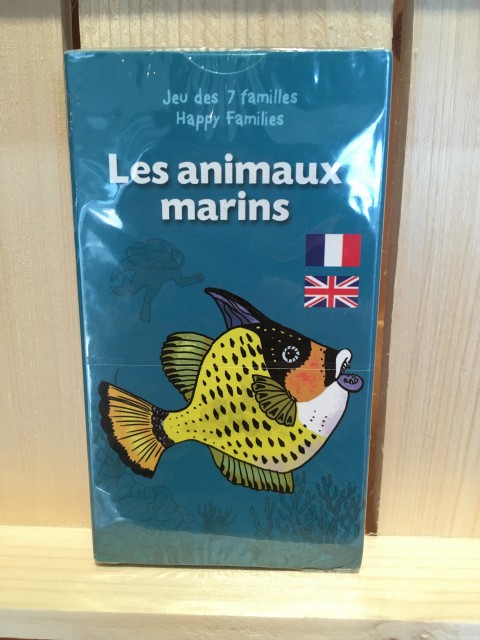 Jeu des 7 familles
Happy Families
Les animaux
marins